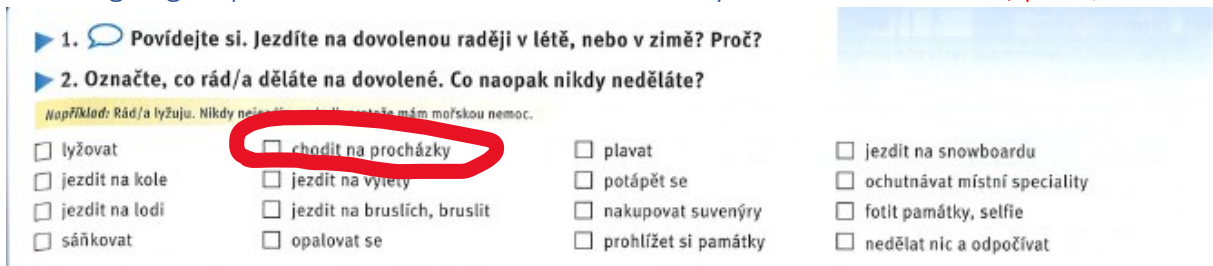 1. Povídejte si. Jezdíte na dovolenou raději v létě, nebo v zimě? Proč?
2. Označte, co rád/a děláte na dovolené. Co naopak nikdy neděláte?
Například: Rád/a lyžuju. Nikdy mám mořskou nemoc.
lyžovat
jezdit na kole
jezdit na lodi
sáňkovat
chodit na procházky
jezdit na výlety
jezdit na bruslích, bruslit
opalovat se
plavat
potápět se
nakupovat suvenýry
prohlížet si památky
jezdit na snowboardu
ochutnávat místní speciality
fotit památky, selfie
nedělat nic a odpočívat